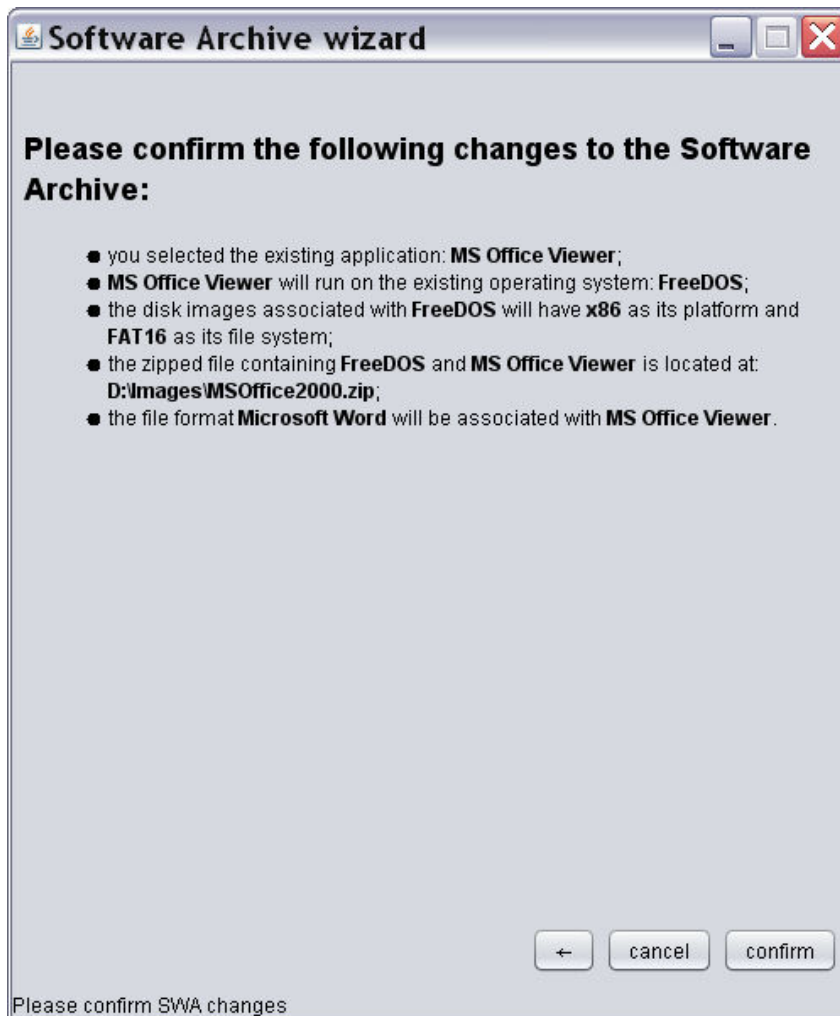 Software Archive wizard
Please confirm the following changes to the Software
Archive:
● you selected the existing application: MS Office Viewer;
● MS Office Viewer will run on the existing operating system: FreeDOS;
● the disk images associated with FreeDOS will have x86 as its platform and
FAT16 as its file system;
● the zipped file containing FreeDOS and MS Office Viewer is located at:
D:\Images\MSOffice2000.zip;
● the file format Microsoft Word will be associated with MS Office Viewer.
← cancel confirm
Please confirm SWA changes